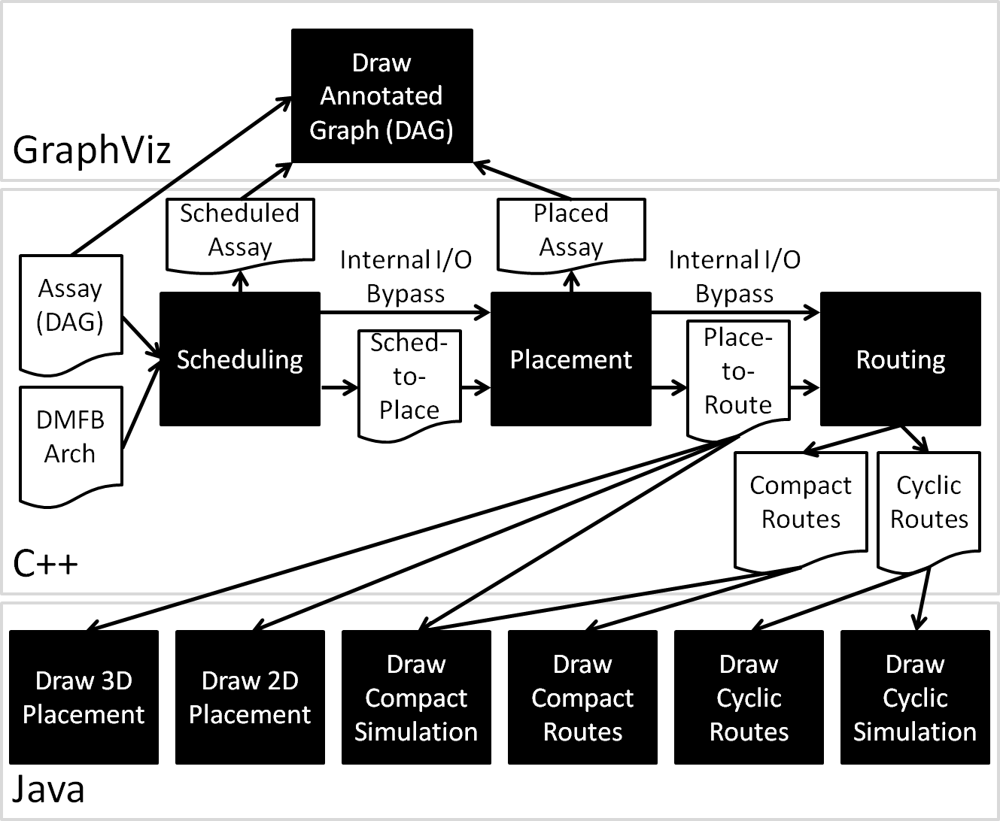 Draw
Annotated
Graph (DAG)
GraphViz
Scheduled
Assay
Placed
Assay
Internal I/O
Bypass
Internal I/O
Bypass
Assay
(DAG)
Scheduling
Sched-
to-
Place
Placement
Place-
to-
Route
Routing
DMFB
Arch
Compact
Routes
Cyclic
Routes
C++
Draw 3D
Placement
Draw 2D
Placement
Draw
Compact
Simulation
Draw
Compact
Routes
Draw
Cyclic
Routes
Draw
Cyclic
Simulation
Java